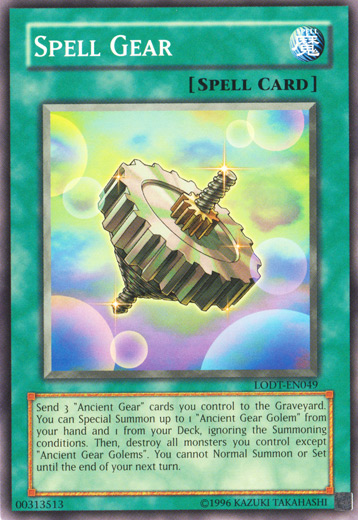 SPELL GEAR
魔
[SPELL CARD]
LODT-EN049
Send 3 "Ancient Gear" cards you control to the Graveyard.
You can Special Summon up to 1 "Ancient Gear Golem" from
your hand and 1 from your Deck, ignoring the Summoning
conditions. Then, destroy all monsters you control except
"Ancient Gear Golems". You cannot Normal Summon or Set
until the end of your next turn.
00313513
©1996 KAZUKI TAKAHASHI